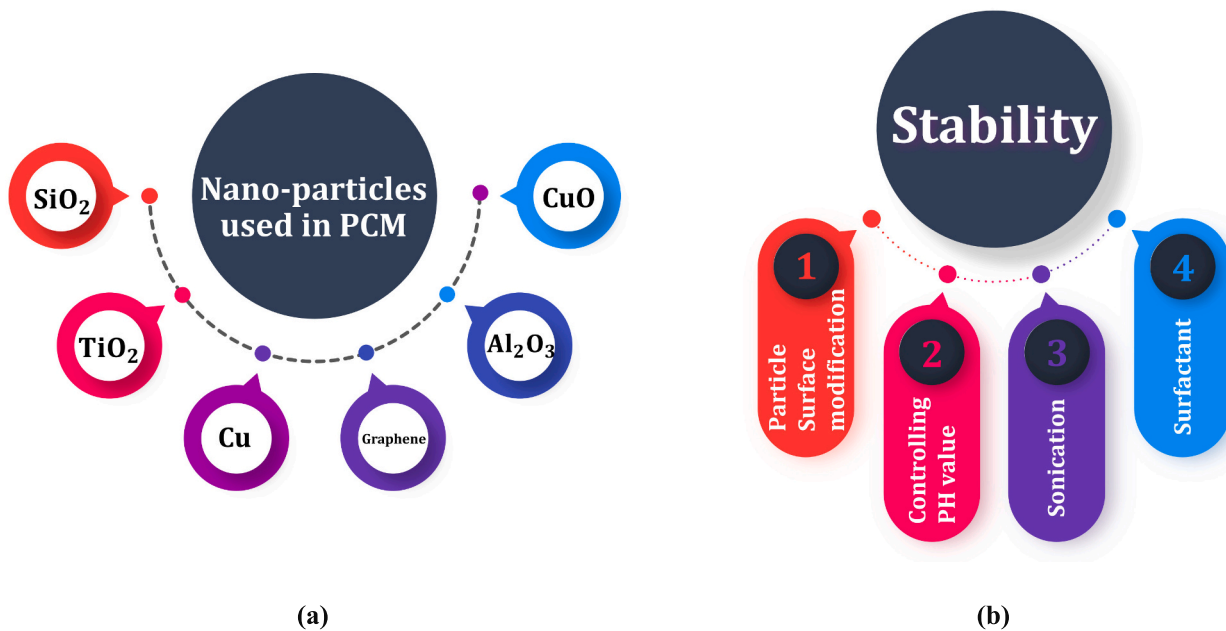 Nano-particles
used in PCM
SiO₂
TiO₂
Cu
Graphene
Al₂O₃
CuO
(a)
Stability
1
Particle
Surface
modification
2
Controlling
PH value
3
Sonication
4
Surfactant
(b)